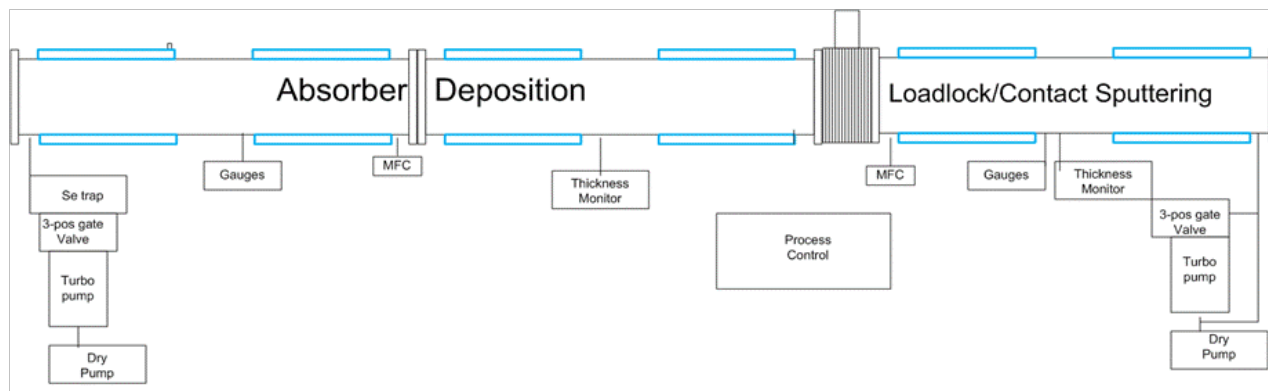 Absorber Deposition
Loadlock/Contact Sputtering
Gauges
MFC
Thickness
Monitor
MFC
Gauges
Thickness
Monitor
Se trap
3-pos gate
Valve
Turbo
pump
Dry
Pump
Process
Control
3-pos gate
Valve
Turbo
pump
Dry
Pump